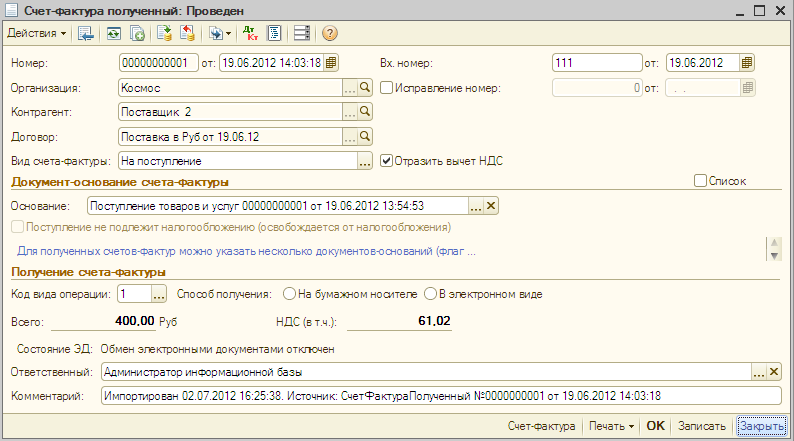 Счет-фактура полученный: Проведен
Действия
Дт Кт
?
Номер: 00000000001 от: 19.06.2012 14:03:18 Вх. номер: 111 от: 19.06.2012
Организация: Космос ... Исправление номер: 0 от: . .
Контрагент: Поставщик 2 ...
Договор: Поставка в Руб от 19.06.12 ...
Вид счета-фактуры: На поступление ... Отразить вычет НДС
Документ-основание счета-фактуры Список
Основание: Поступление товаров и услуг 00000000001 от 19.06.2012 13:54:53 ... ×
Поступление не подлежит налогообложению (освобождается от налогообложения)
Для полученных счетов-фактур можно указать несколько документов-оснований (флаг ...
Получение счета-фактуры
Код вида операции: 1 ... Способ получения: На бумажном носителе В электронном виде
Всего: 400,00 Руб НДС (в т.ч.): 61,02
Состояние ЭД: Обмен электронными документами отключен
Ответственный: Администратор информационной базы ... ×
Комментарий: Импортирован 02.07.2012 16:25:38. Источник: СчетФактураПолученный №0000000001 от 19.06.2012 14:03:18
Счет-фактура Печать OK Записать Закрыть